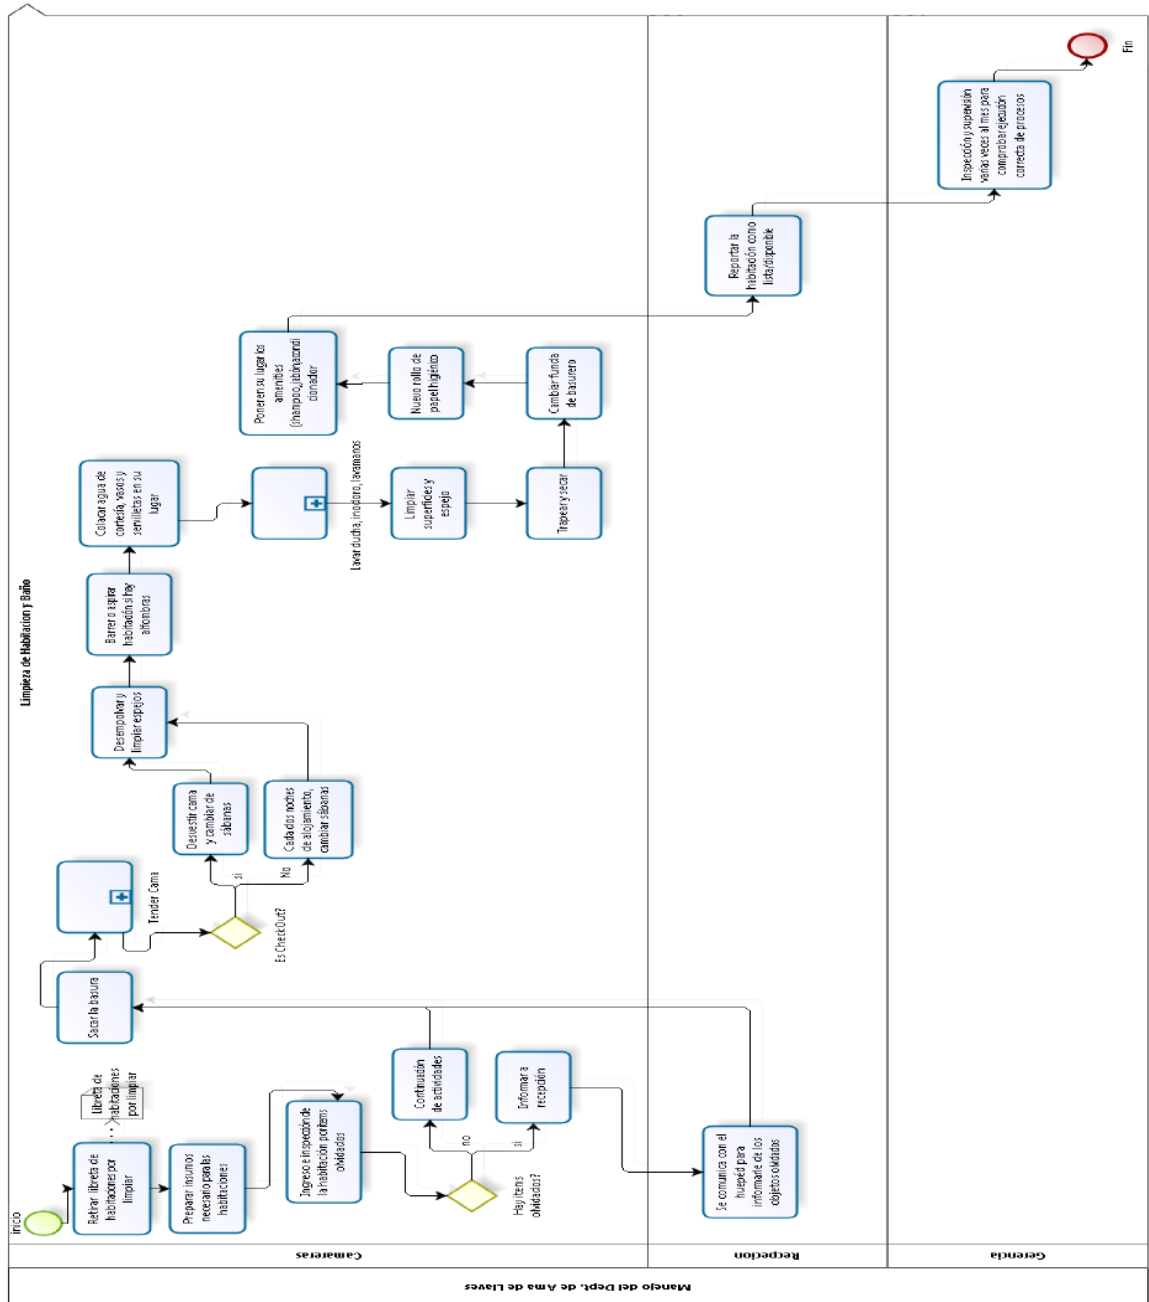 Limpieza de Habitacion y Baño
Manejo del Dept. de Ama de Llaves
Camareras
inicio
Retirar libreta de
habitaciones por
limpiar
Libreta de
habitaciones
por limpiar
Preparar insumos
necesario para las
habitaciones
Ingreso e inspección de
la habitación por items
olvidados
Hay items
olvidados?
no
si
Continuación
de actividades
Informar a
recepción
Sacar la basura
Tender Cama
Es CheckOut?
si
No
Desvestir cama
y cambiar de
sábanas
Cada dos noches
de alojamiento,
cambiar sábanas
Desempolvar y
limpiar espejos
Barrer o aspirar
habitación si hay
alfombras
Colacar agua de
cortesía, vasos y
servilletas en su
lugar
Lavar ducha, inodoro, lavamanos
Limpiar
superficies y
espejo
Trapear y secar
Cambiar funda
de basurero
Nuevo rollo de
papel higiénico
Poner en su lugar los
amenities
(shampoo,jabón,acondi
cionador
Recpecion
Se comunica con el
huepéd para
informarle de los
objetos olvidados
Reportar la
habitación como
lista/disponible
Gerencia
Inspección y supervisión
varias veces al mes para
comprobar ejecución
correcta de procesos
Fin